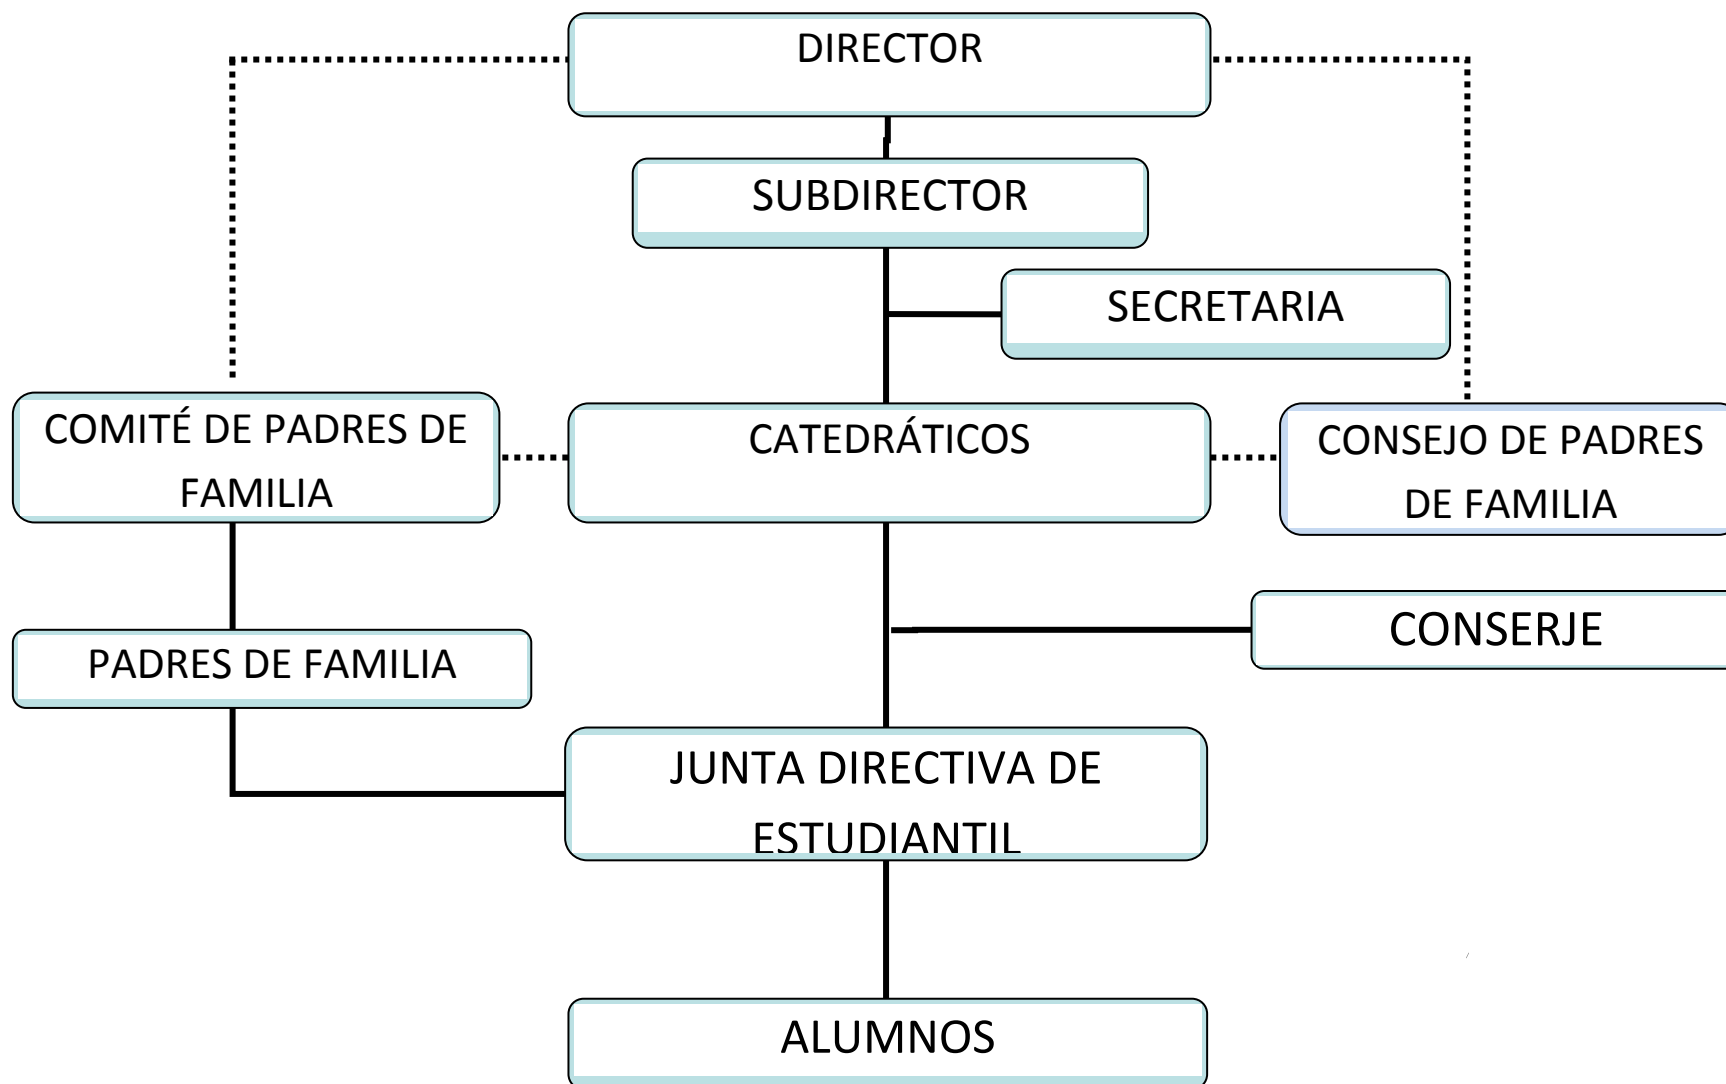 DIRECTOR
SUBDIRECTOR
SECRETARIA
COMITÉ DE PADRES DE
FAMILIA
CATEDRÁTICOS
CONSEJO DE PADRES
DE FAMILIA
CONSERJE
PADRES DE FAMILIA
JUNTA DIRECTIVA DE
ESTUDIANTIL
ALUMNOS